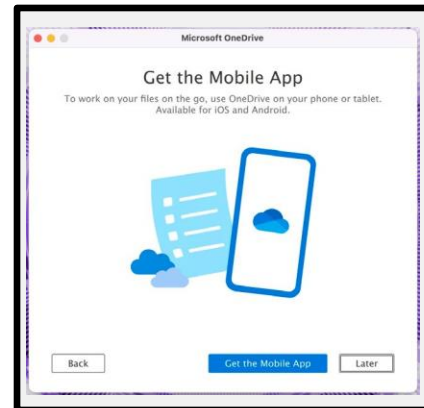 Microsoft OneDrive
Get the Mobile App
To work on your files on the go, use OneDrive on your phone or tablet.
Available for iOS and Android.
Back
Get the Mobile App
Later